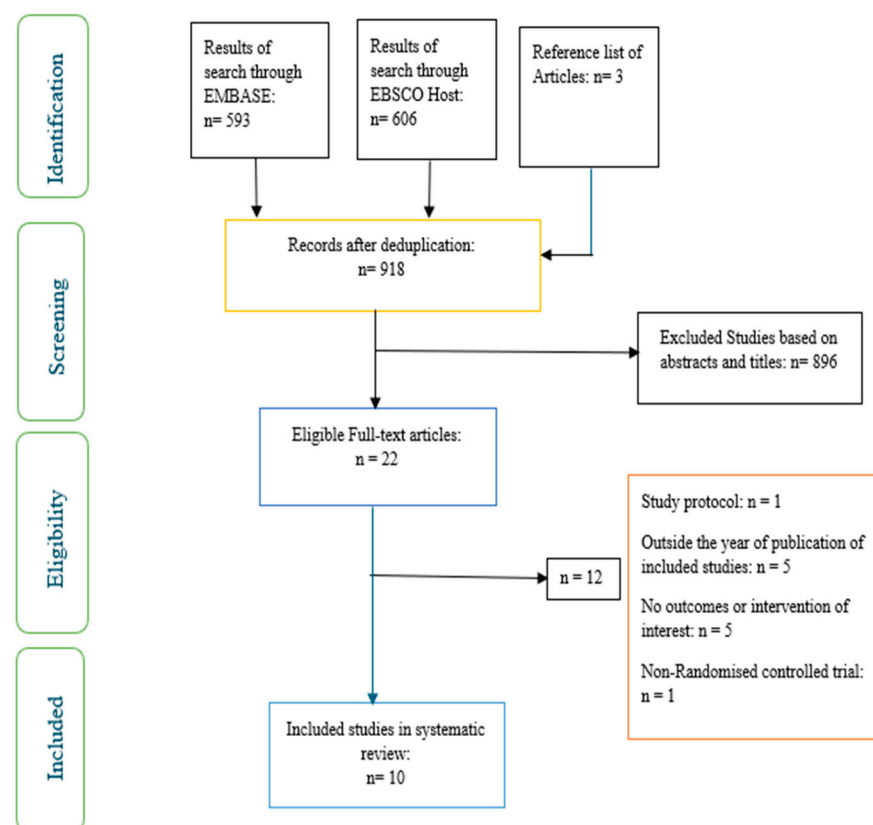 Identification
Results of
search through
EMBASE:
n= 593
Results of
search through
EBSCO Host:
n= 606
Reference list of
Articles: n= 3
Screening
Records after deduplication:
n= 918
Excluded Studies based on
abstracts and titles: n= 896
Eligibility
Eligible Full-text articles:
n = 22
n = 12
Study protocol: n = 1
Outside the year of publication of
included studies: n = 5
No outcomes or intervention of
interest: n = 5
Non-Randomised controlled trial:
n = 1
Included
Included studies in systematic
review:
n= 10